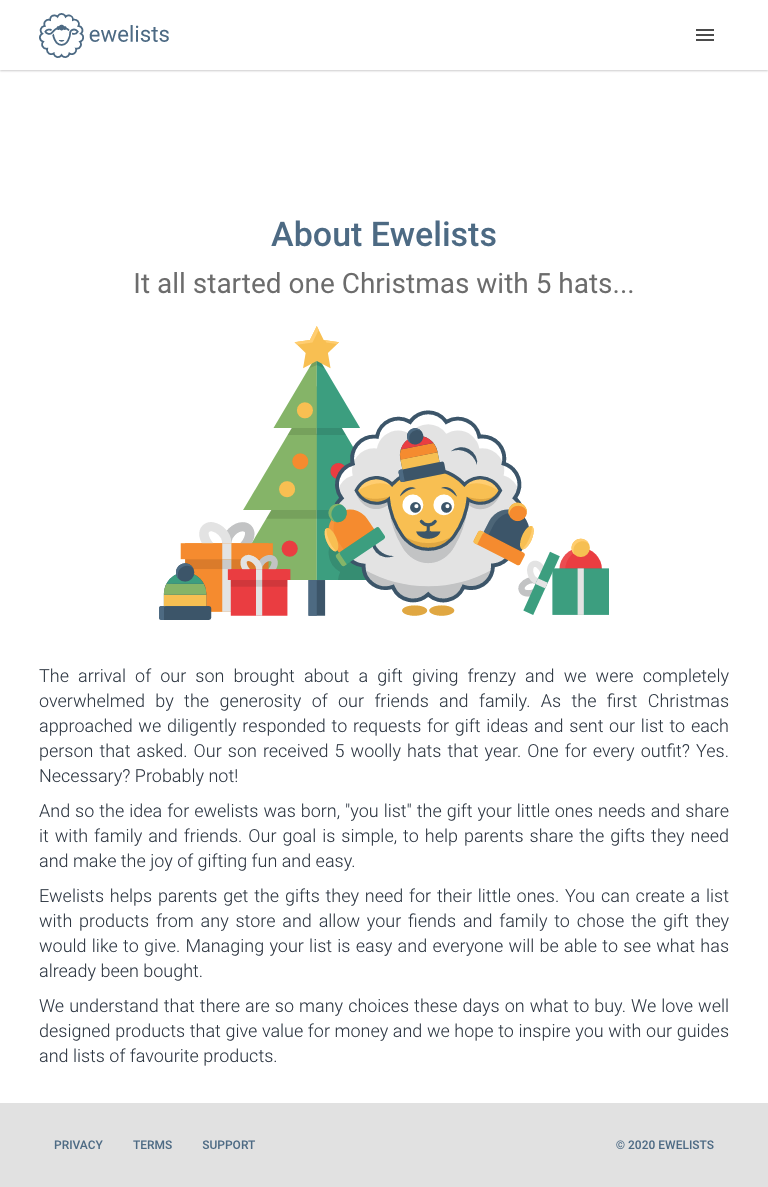 ewelists
About Ewelists
It all started one Christmas with 5 hats...
The arrival of our son brought about a gift giving frenzy and we were completely
overwhelmed by the generosity of our friends and family. As the first Christmas
approached we diligently responded to requests for gift ideas and sent our list to each
person that asked. Our son received 5 woolly hats that year. One for every outfit? Yes.
Necessary? Probably not!
And so the idea for ewelists was born, "you list" the gift your little ones needs and share
it with family and friends. Our goal is simple, to help parents share the gifts they need
and make the joy of gifting fun and easy.
Ewelists helps parents get the gifts they need for their little ones. You can create a list
with products from any store and allow your fiends and family to chose the gift they
would like to give. Managing your list is easy and everyone will be able to see what has
already been bought.
We understand that there are so many choices these days on what to buy. We love well
designed products that give value for money and we hope to inspire you with our guides
and lists of favourite products.
PRIVACY TERMS SUPPORT © 2020 EWELISTS